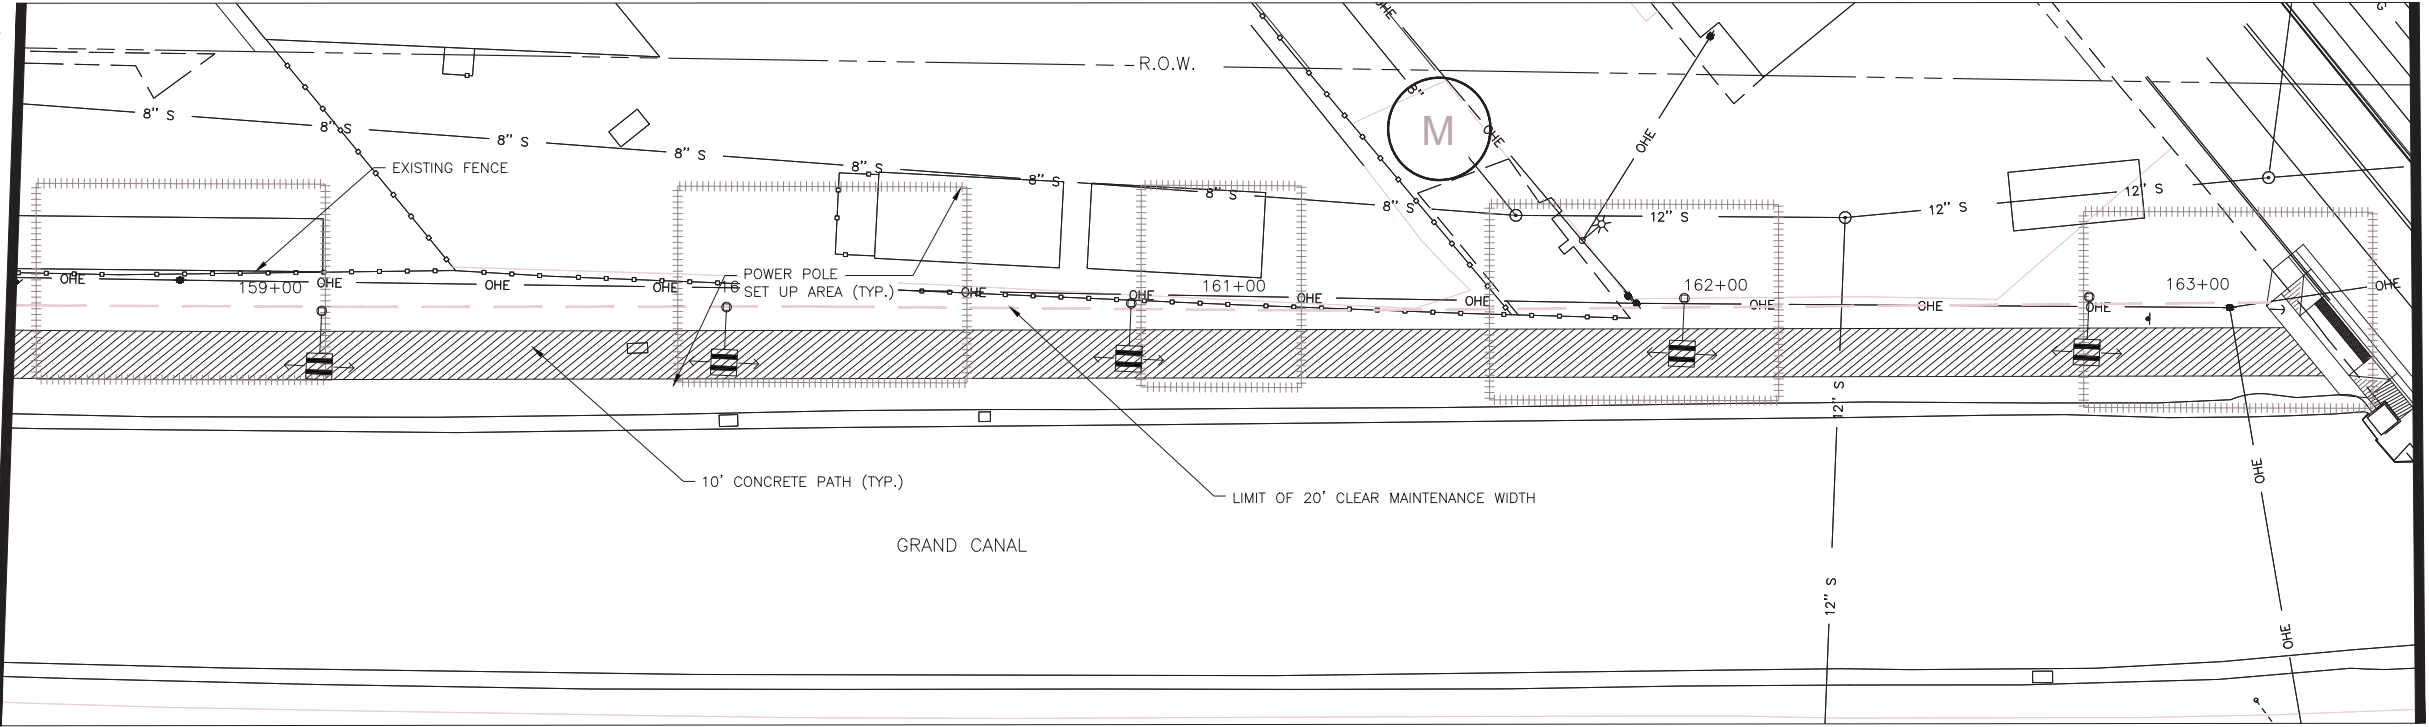 OHE
R.O.W.
G
8" S
8" S
8" S
8" S
8" S
8" S
8" S
8" S
8"
M
OHE
OHE
EXISTING FENCE
12" S
12" S
12" S
POWER POLE
SET UP AREA (TYP.)
OHE
159+00
OHE
OHE
OHE
16
OHE
OHE
161+00
OHE
OHE
162+00
OHE
OHE
OHE
163+00
OHE
12" S
10' CONCRETE PATH (TYP.)
LIMIT OF 20' CLEAR MAINTENANCE WIDTH
OHE
GRAND CANAL
12" S
OHE